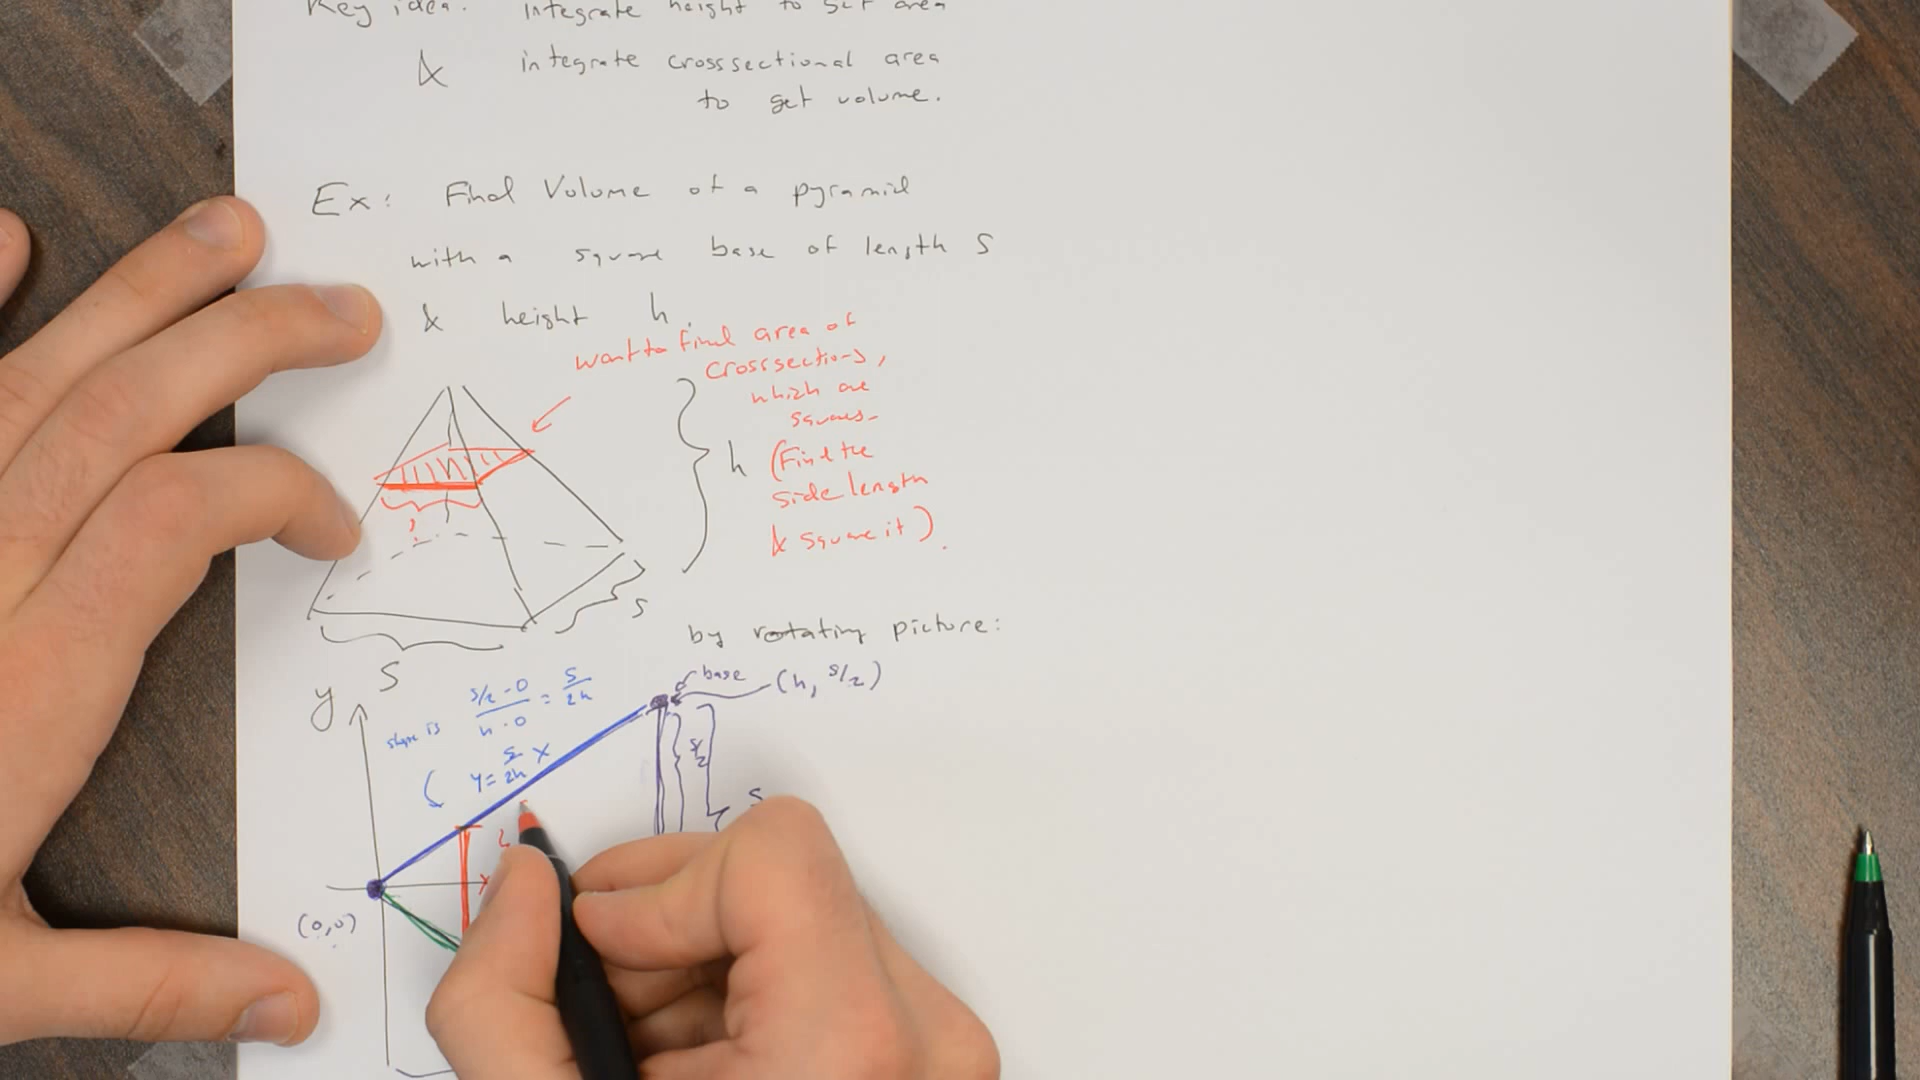 Key idea: integrate height to get area
& integrate crosssectional area
to get volume.
Ex: Find Volume of a pyramid
with a square base of length S
& height h.
want to find area of
crosssections,
which are
squares.
h (Find the
side length
& square it).
?
S
S
by rotating picture:
y
base (h, s/2)
slope is s/2-0 / h-0 = s/2h
y = s/2h x
s/2
S
x
(0,0)